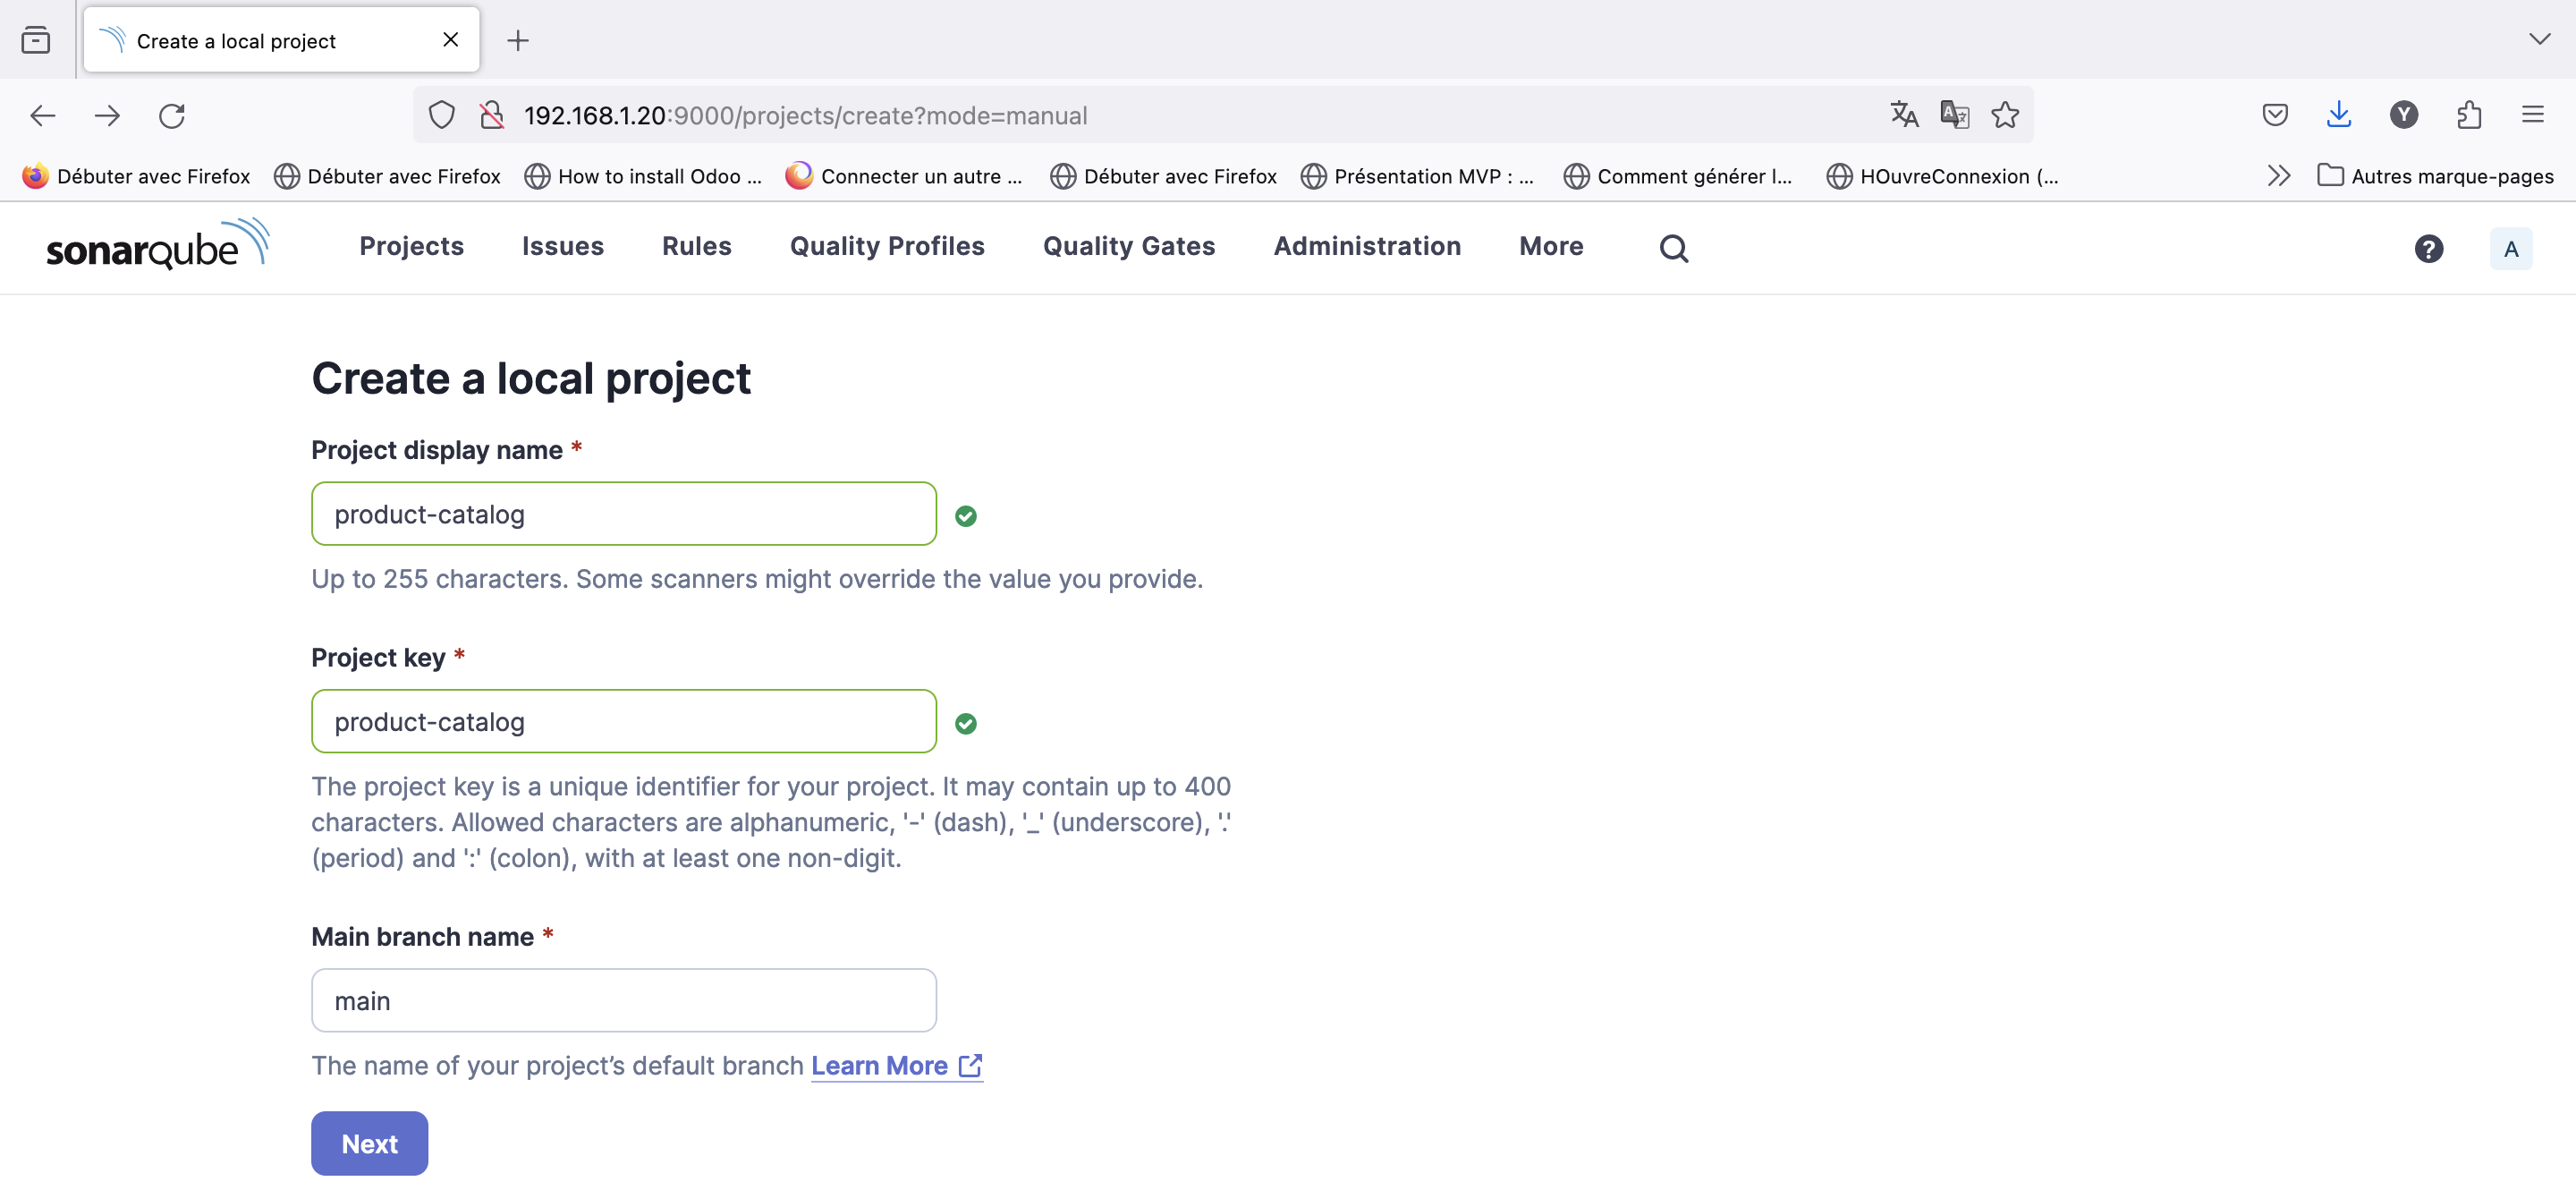 Create a local project
192.168.1.20:9000/projects/create?mode=manual
Y
Débuter avec Firefox Débuter avec Firefox How to install Odoo ... Connecter un autre ... Débuter avec Firefox Présentation MVP : ... Comment générer l... HOuvreConnexion (... Autres marque-pages
sonarqube Projects Issues Rules Quality Profiles Quality Gates Administration More ? A
Create a local project
Project display name *
product-catalog
Up to 255 characters. Some scanners might override the value you provide.
Project key *
product-catalog
The project key is a unique identifier for your project. It may contain up to 400
characters. Allowed characters are alphanumeric, '-' (dash), '_' (underscore), '.'
(period) and ':' (colon), with at least one non-digit.
Main branch name *
main
The name of your project’s default branch Learn More
Next